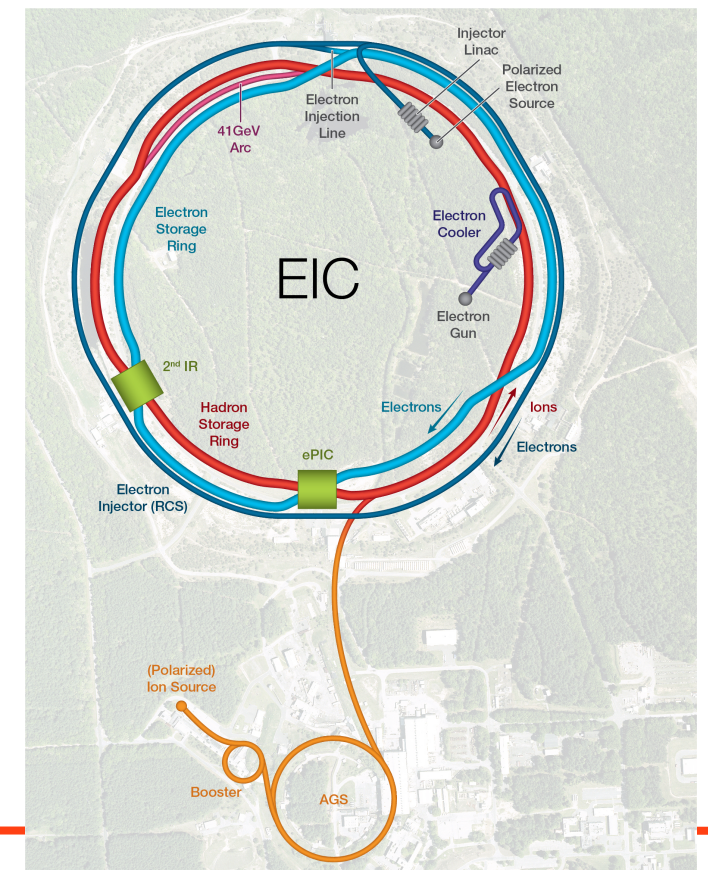 Injector
Linac
Polarized
Electron
Source
Electron
Injection
Line
41GeV
Arc
Electron
Storage
Ring
Electron
Cooler
EIC
Electron
Gun
2nd IR
Hadron
Storage
Ring
Electrons
Ions
Electrons
ePIC
Electron
Injector (RCS)
(Polarized)
Ion Source
Booster
AGS